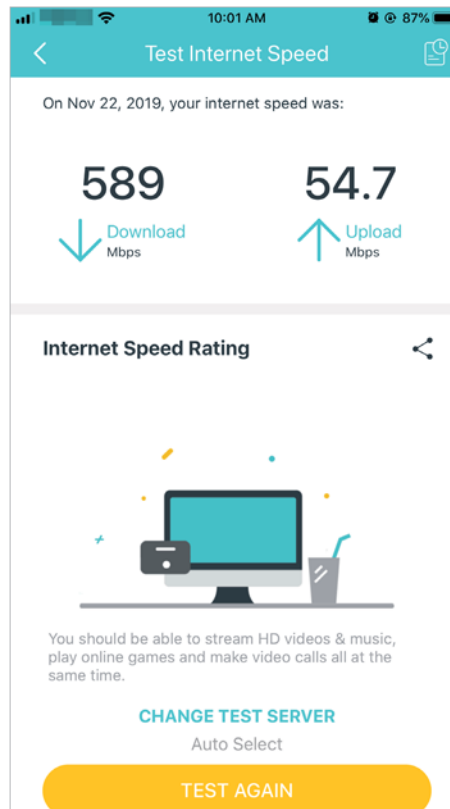 10:01 AM
87%
Test Internet Speed
On Nov 22, 2019, your internet speed was:
589
54.7
Download
Upload
Mbps
Mbps
Internet Speed Rating
You should be able to stream HD videos & music,
play online games and make video calls all at the
same time.
CHANGE TEST SERVER
Auto Select
TEST AGAIN